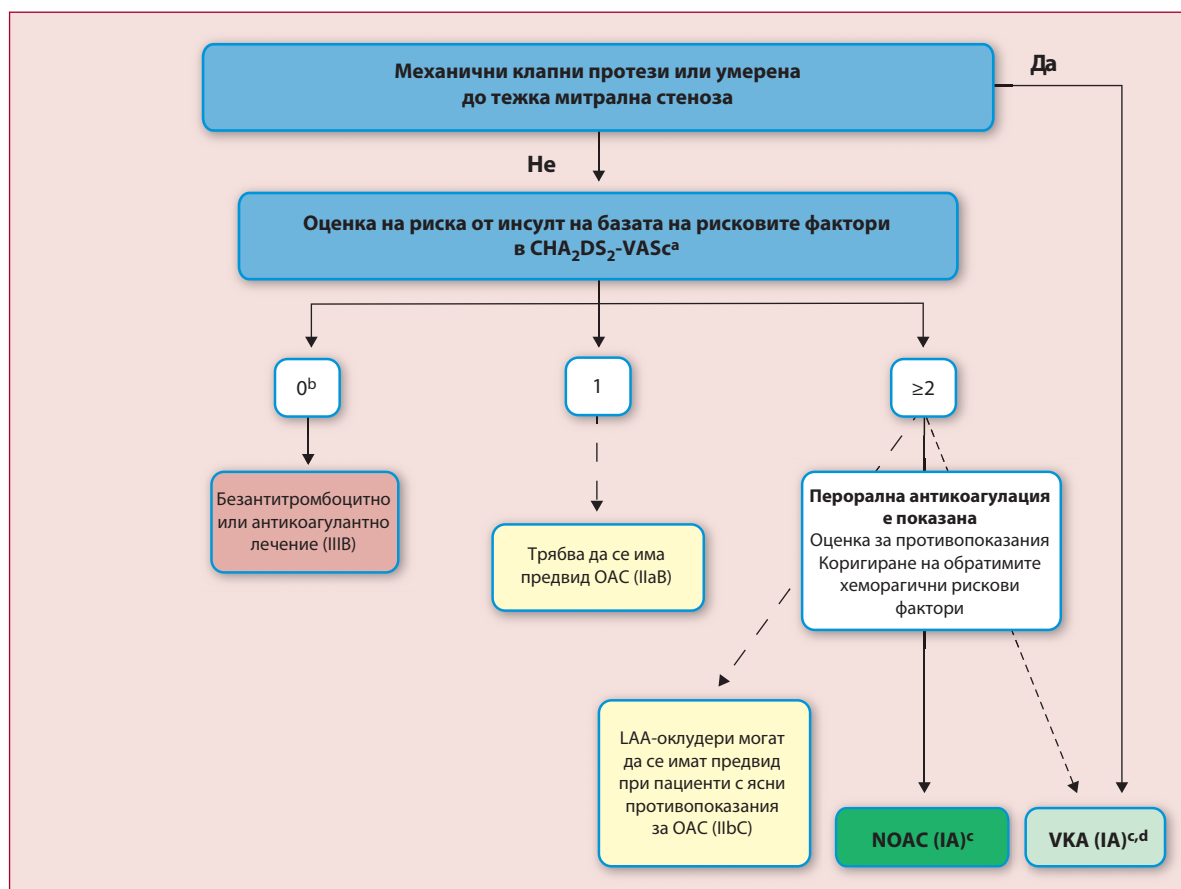 Механични клапни протези или умерена
до тежка митрална стеноза
Да
Не
Оценка на риска от инсулт на базата на рисковите фактори
в CHA₂DS₂-VAScᵃ
0ᵇ
1
≥2
Безантитромбоцитно
или антикоагулантно
лечение (IIIB)
Трябва да се има
предвид ОАС (IIaB)
Перорална антикоагулация
е показана
Оценка за противопоказания
Коригиране на обратимите
хеморагични рискови
фактори
LAA-оклудери могат
да се имат предвид
при пациенти с ясни
противопоказания
за ОАС (IIbC)
NOAC (IA)ᶜ
VKA (IA)ᶜ,ᵈ